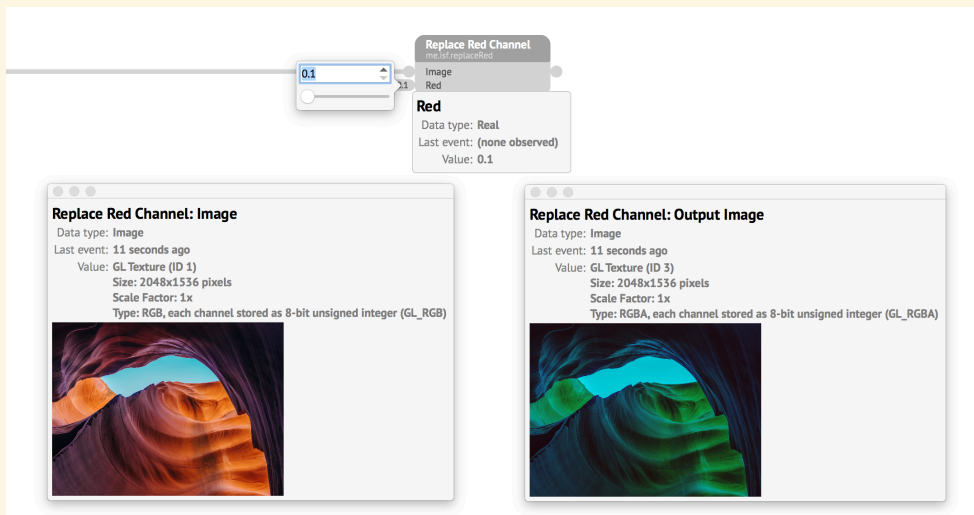 Replace Red Channel
me.isf.replaceRed
0.1
Image
0.1
Red
Red
Data type: Real
Last event: (none observed)
Value: 0.1
Replace Red Channel: Image
Data type: Image
Last event: 11 seconds ago
Value: GL Texture (ID 1)
Size: 2048x1536 pixels
Scale Factor: 1x
Type: RGB, each channel stored as 8-bit unsigned integer (GL_RGB)
Replace Red Channel: Output Image
Data type: Image
Last event: 11 seconds ago
Value: GL Texture (ID 3)
Size: 2048x1536 pixels
Scale Factor: 1x
Type: RGBA, each channel stored as 8-bit unsigned integer (GL_RGBA)